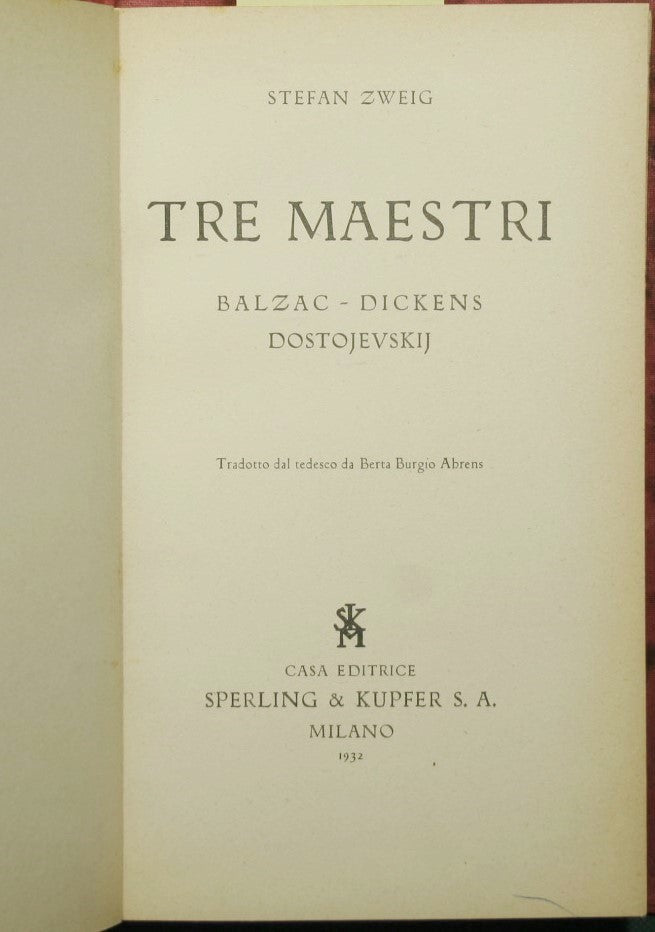 STEFAN ZWEIG
TRE MAESTRI
BALZAC - DICKENS
DOSTOJEVSKIJ
Tradotto dal tedesco da Berta Burgio Ahrens
SKM
CASA EDITRICE
SPERLING & KUPFER S. A.
MILANO
1932